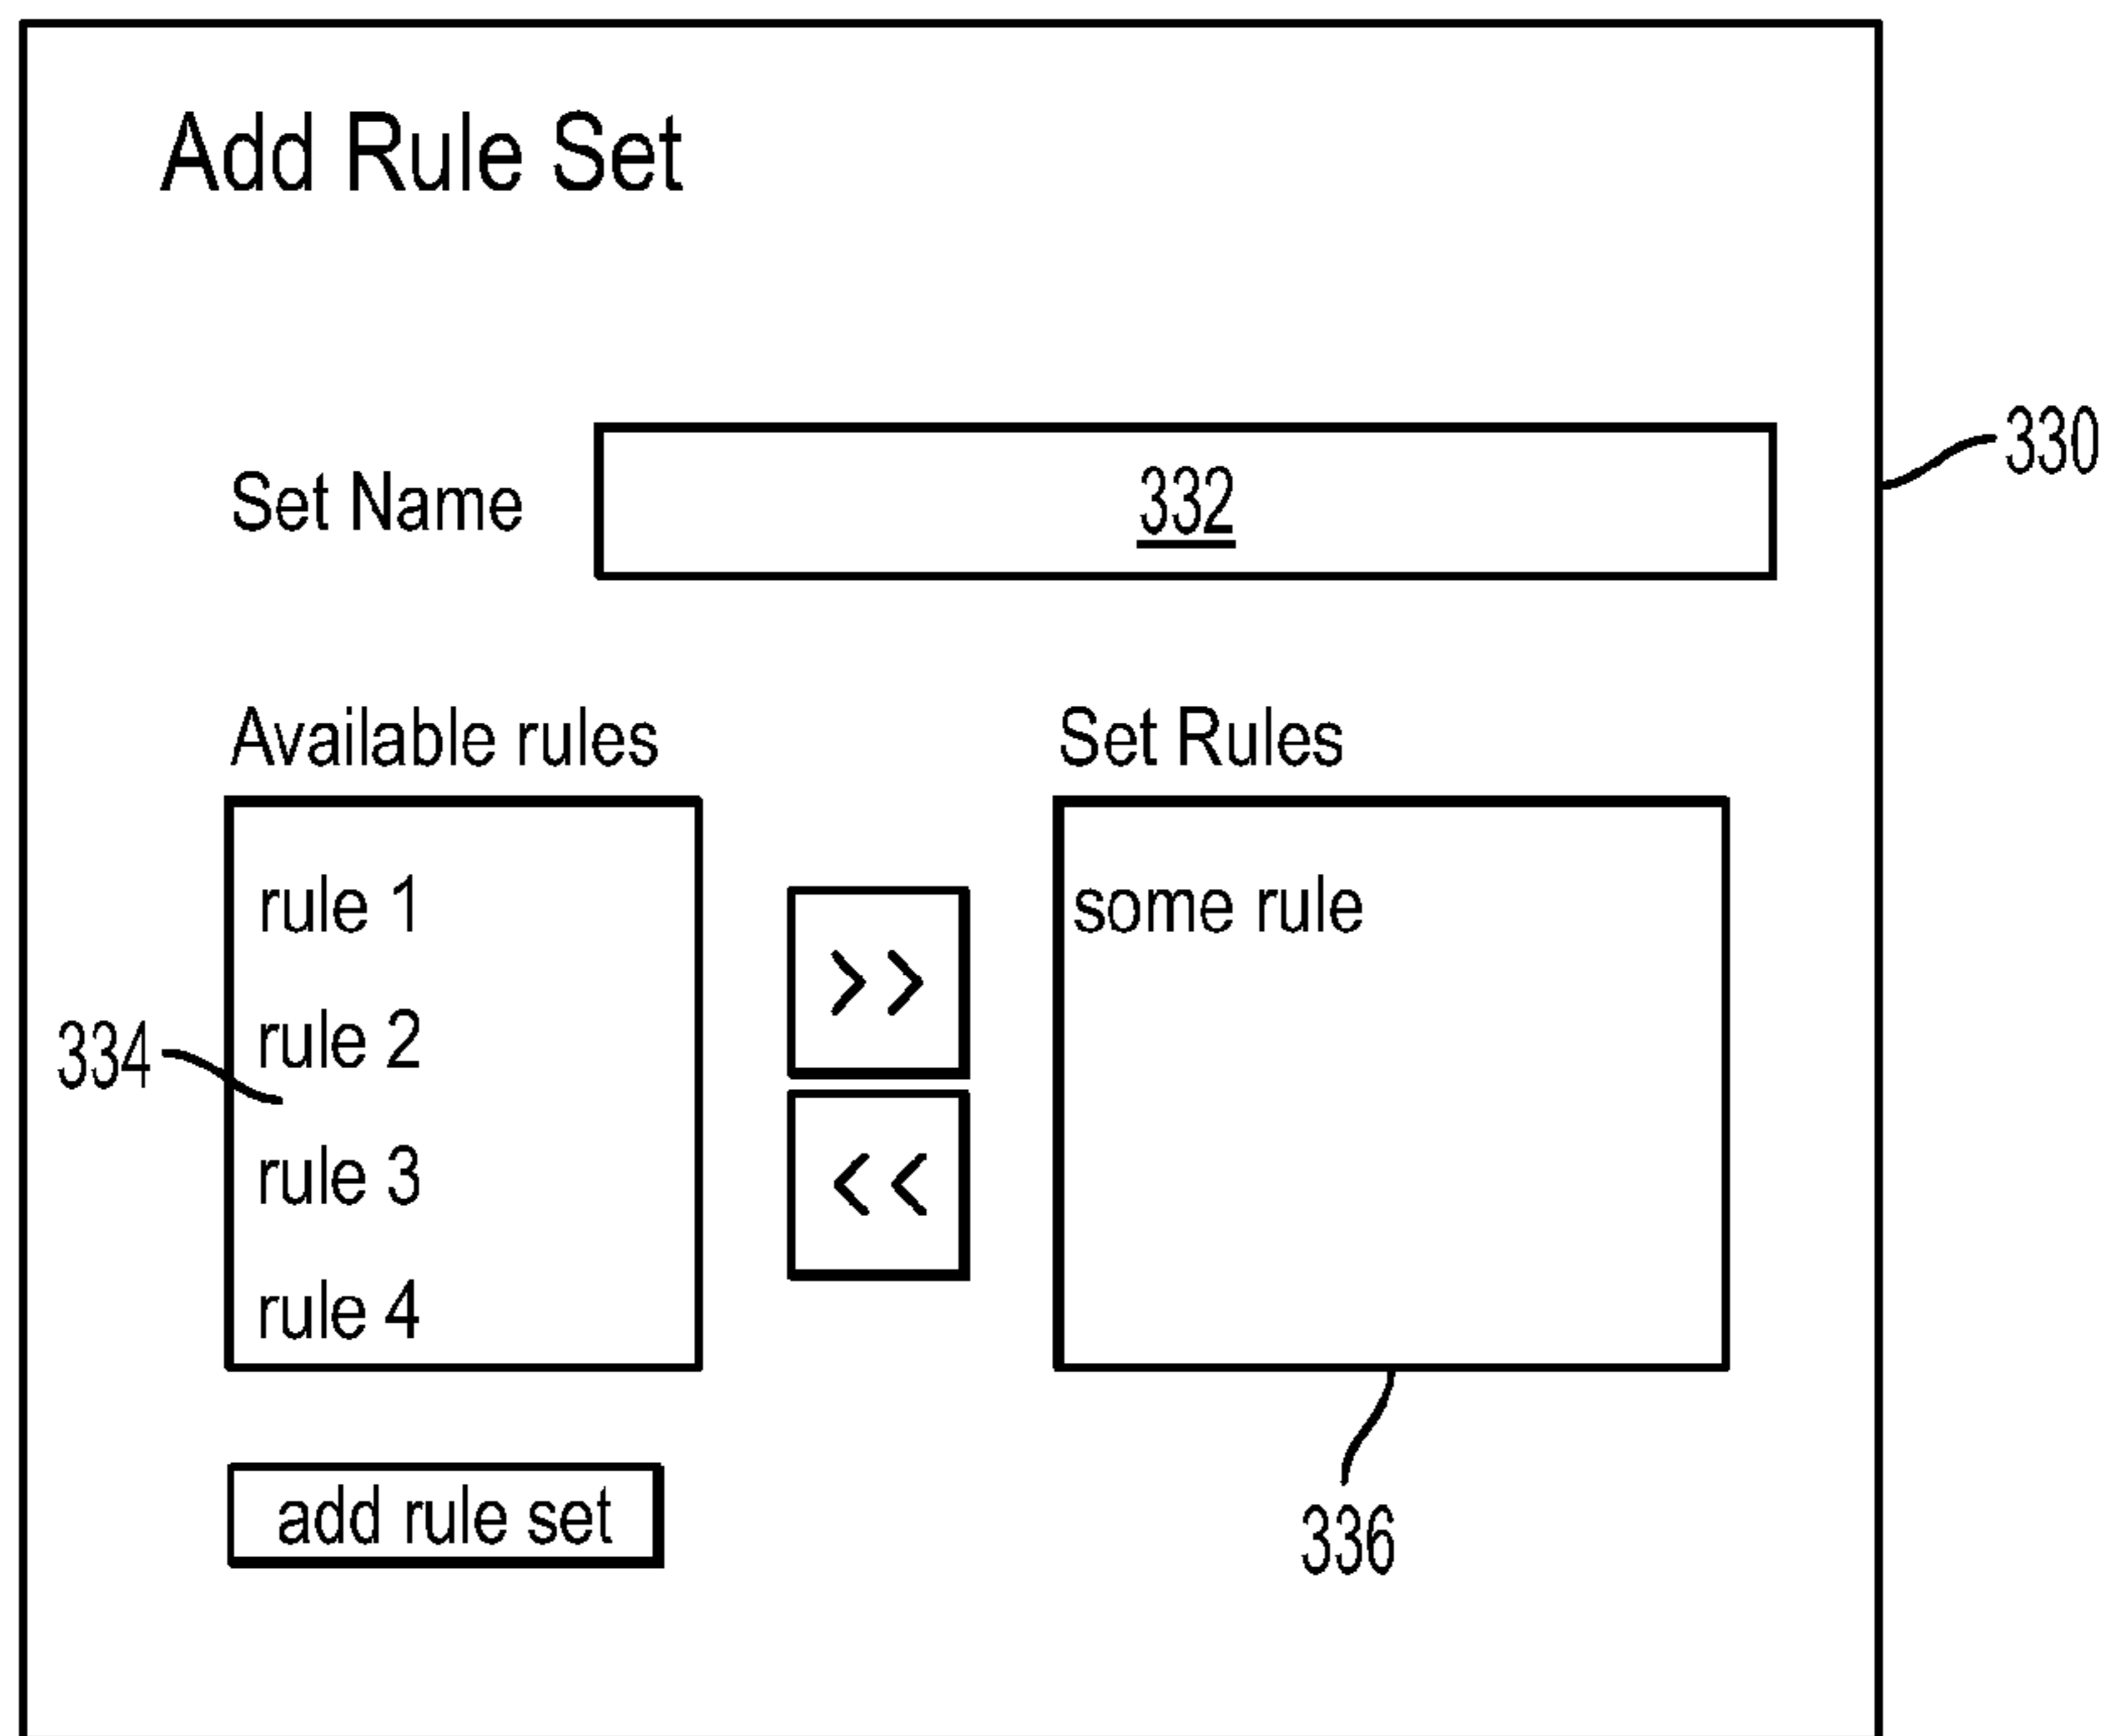 Add Rule Set
330
Set Name 332
Available rules
Set Rules
rule 1
rule 2
rule 3
rule 4
334
>>
<<
some rule
336
add rule set